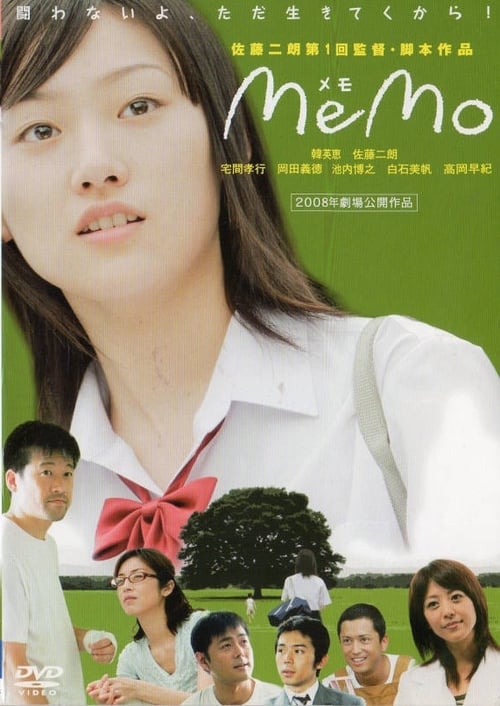 闘わないよ、ただ生きてくから！
佐藤二朗第1回監督・脚本作品
メモ
MeMo
韓英恵 佐藤二朗
宅間孝行 岡田義徳 池内博之 白石美帆 高岡早紀
2008年劇場公開作品
DVD
VIDEO